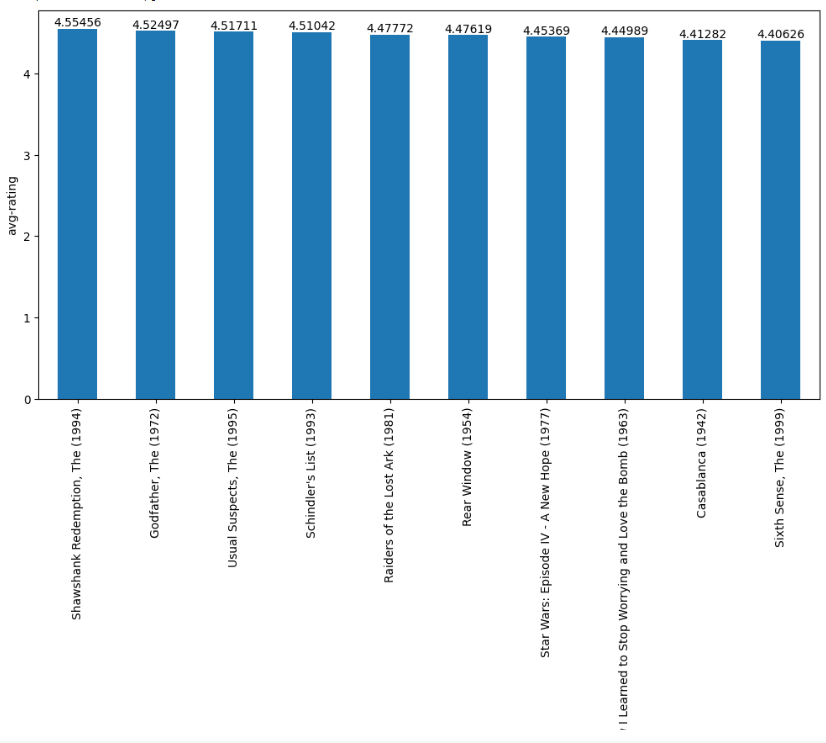 4.55456
4.52497
4.51711
4.51042
4.47772
4.47619
4.45369
4.44989
4.41282
4.40626
4
3
2
1
0
avg-rating
Shawshank Redemption, The (1994)
Godfather, The (1972)
Usual Suspects, The (1995)
Schindler's List (1993)
Raiders of the Lost Ark (1981)
Rear Window (1954)
Star Wars: Episode IV - A New Hope (1977)
I Learned to Stop Worrying and Love the Bomb (1963)
Casablanca (1942)
Sixth Sense, The (1999)